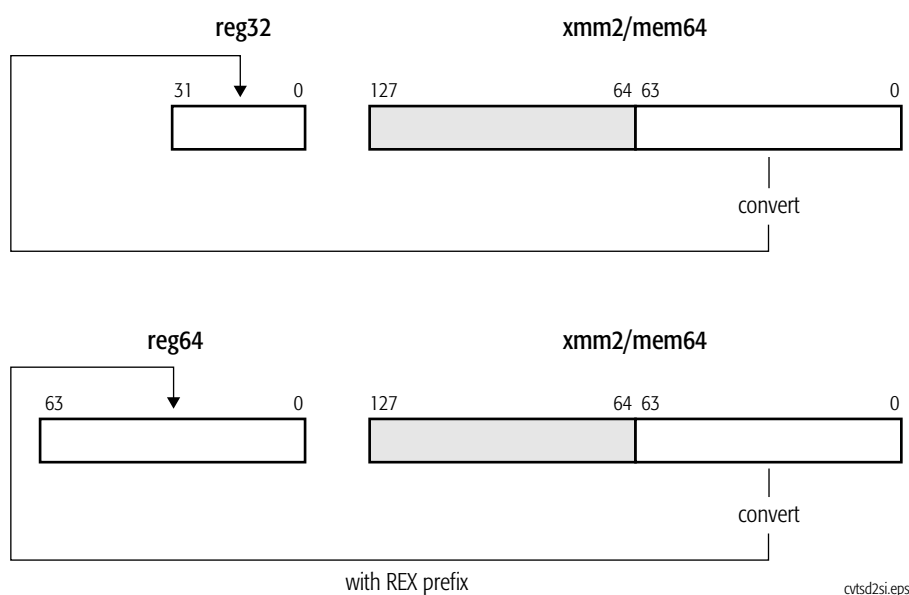 reg32 xmm2/mem64
31 0 127 64 63 0
convert
reg64 xmm2/mem64
63 0 127 64 63 0
convert
with REX prefix
cvtsd2si.eps